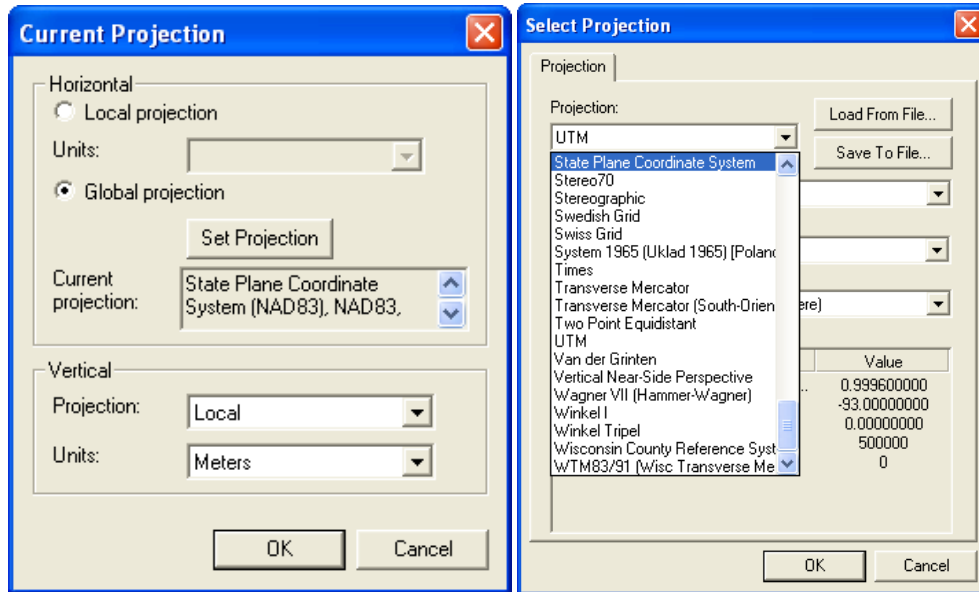 Current Projection
Horizontal
Local projection
Units:
Global projection
Set Projection
Current projection:
State Plane Coordinate
System (NAD83), NAD83,
Vertical
Projection:
Local
Units:
Meters
OK
Cancel
Select Projection
Projection
Projection:
UTM
Load From File...
Save To File...
State Plane Coordinate System
Stereo70
Stereographic
Swedish Grid
Swiss Grid
System 1965 (Uklad 1965) [Polanc
Times
Transverse Mercator
Transverse Mercator (South-Orien
ere)
Two Point Equidistant
UTM
Van der Grinten
Vertical Near-Side Perspective
Wagner VII (Hammer-Wagner)
Winkel I
Winkel Tripel
Wisconsin County Reference Syst
WTM83/91 (Wisc Transverse Me
Value
..
0.999600000
-93.00000000
0.00000000
500000
0
OK
Cancel